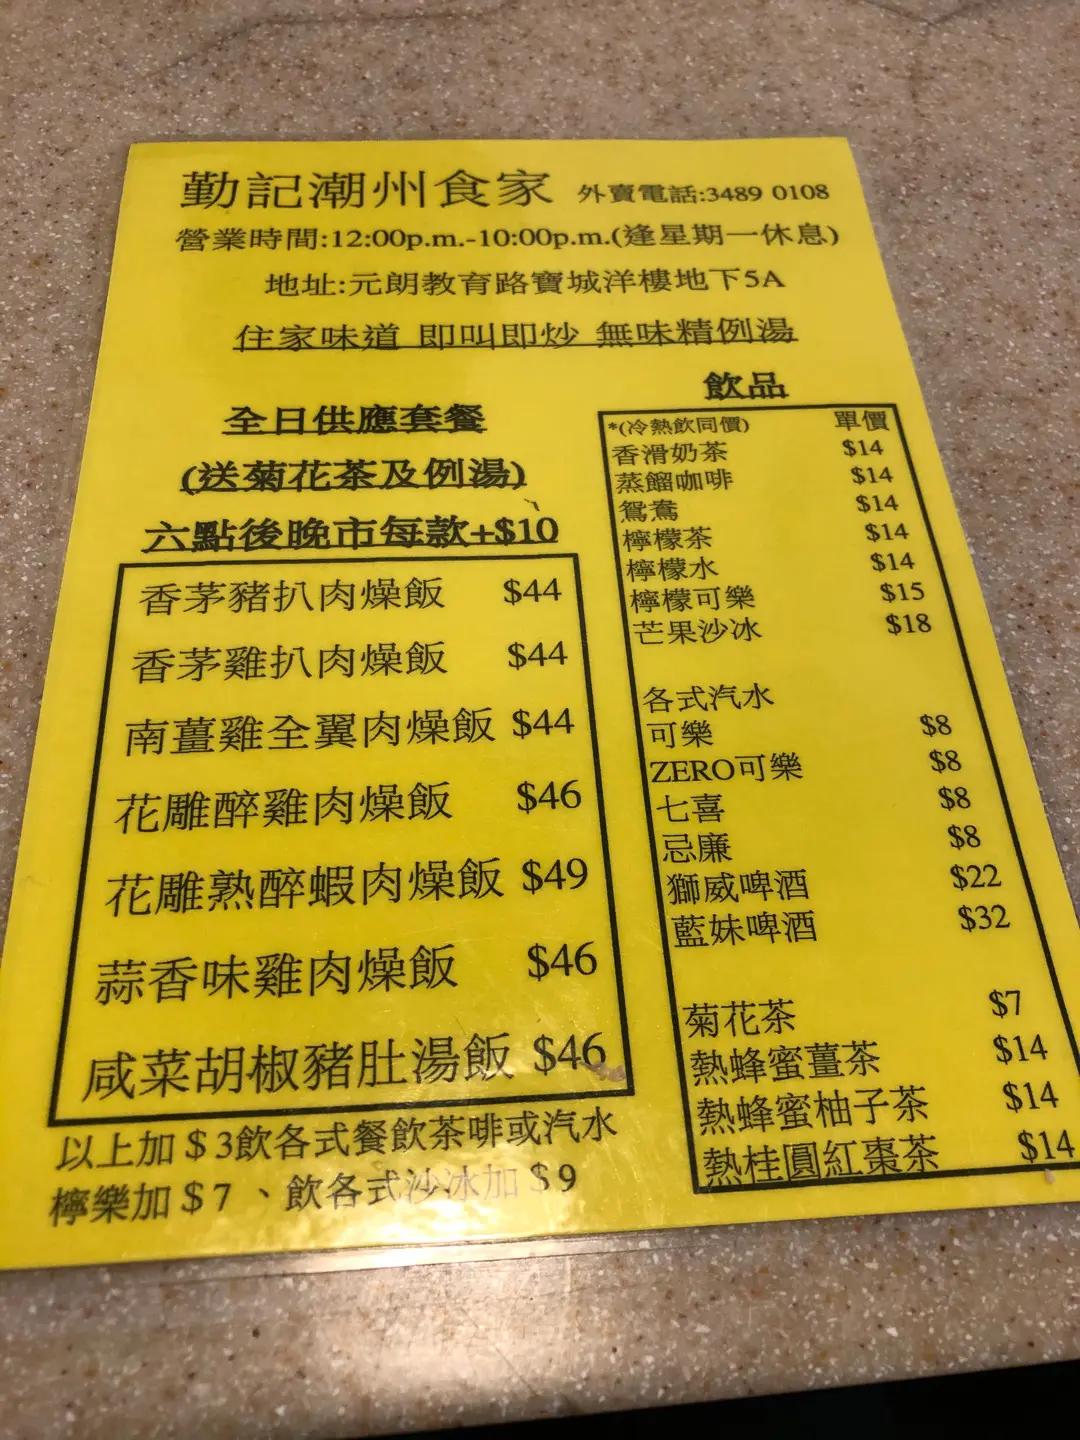 勤記潮州食家 外賣電話:3489 0108
營業時間:12:00p.m.-10:00p.m.(逢星期一休息)
地址:元朗教育路寶城洋樓地下5A
住家味道 即叫即炒 無味精例湯
全日供應套餐
(送菊花茶及例湯)
六點後晚市每款+$10
香茅豬扒肉燥飯 $44
香茅雞扒肉燥飯 $44
南薑雞全翼肉燥飯 $44
花雕醉雞肉燥飯 $46
花雕熟醉蝦肉燥飯 $49
蒜香味雞肉燥飯 $46
咸菜胡椒豬肚湯飯 $46
以上加＄3飲各式餐飲茶啡或汽水
檸樂加＄7、飲各式沙冰加＄9
飲品
*(冷熱飲同價) 單價
香滑奶茶 $14
蒸餾咖啡 $14
鴛鴦 $14
檸檬茶 $14
檸檬水 $14
檸檬可樂 $15
芒果沙冰 $18
各式汽水
可樂 $8
ZERO可樂 $8
七喜 $8
忌廉 $8
獅威啤酒 $22
藍妹啤酒 $32
菊花茶 $7
熱蜂蜜薑茶 $14
熱蜂蜜柚子茶 $14
熱桂圓紅棗茶 $14